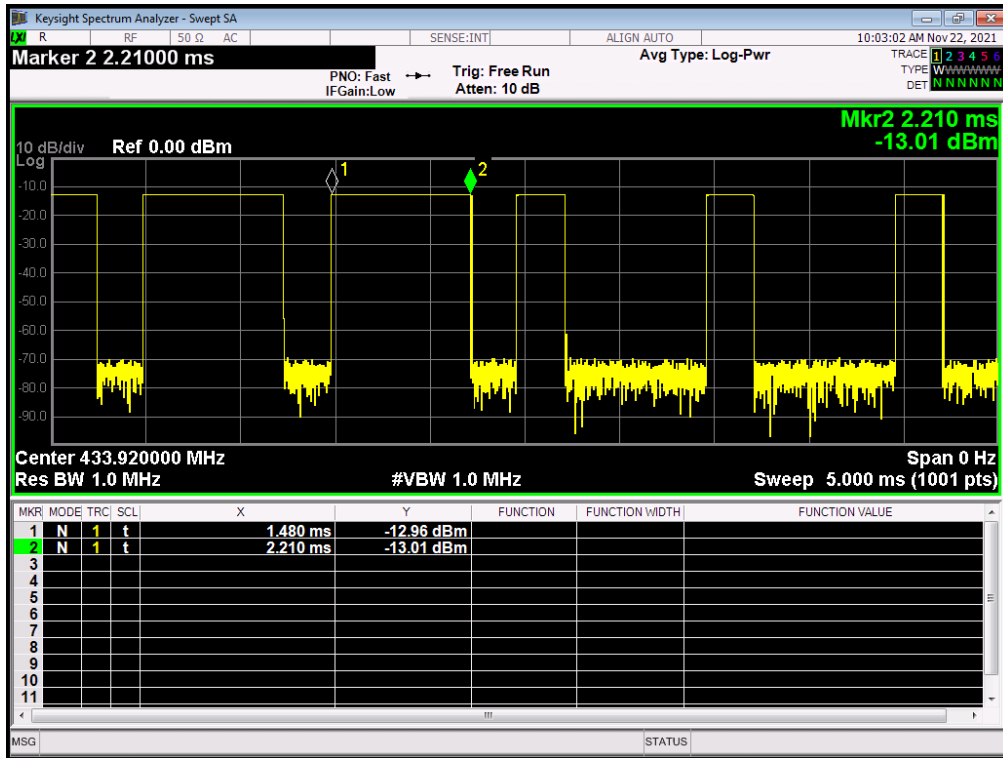 Keysight Spectrum Analyzer - Swept SA
LXI R RF 50 Ω AC SENSE:INT ALIGN AUTO 10:03:02 AM Nov 22, 2021
Marker 2 2.21000 ms
PNO: Fast
IFGain:Low
Trig: Free Run
Atten: 10 dB
Avg Type: Log-Pwr
TRACE 1 2 3 4 5 6
TYPE WWWWWW
DET N N N N N N
Mkr2 2.210 ms
-13.01 dBm
10 dB/div Ref 0.00 dBm
Log
1
2
-10.0
-20.0
-30.0
-40.0
-50.0
-60.0
-70.0
-80.0
-90.0
Center 433.920000 MHz Span 0 Hz
Res BW 1.0 MHz #VBW 1.0 MHz Sweep 5.000 ms (1001 pts)
MKR MODE TRC SCL X Y FUNCTION FUNCTION WIDTH FUNCTION VALUE
1 N 1 t 1.480 ms -12.96 dBm
2 N 1 t 2.210 ms -13.01 dBm
3
4
5
6
7
8
9
10
11
MSG STATUS